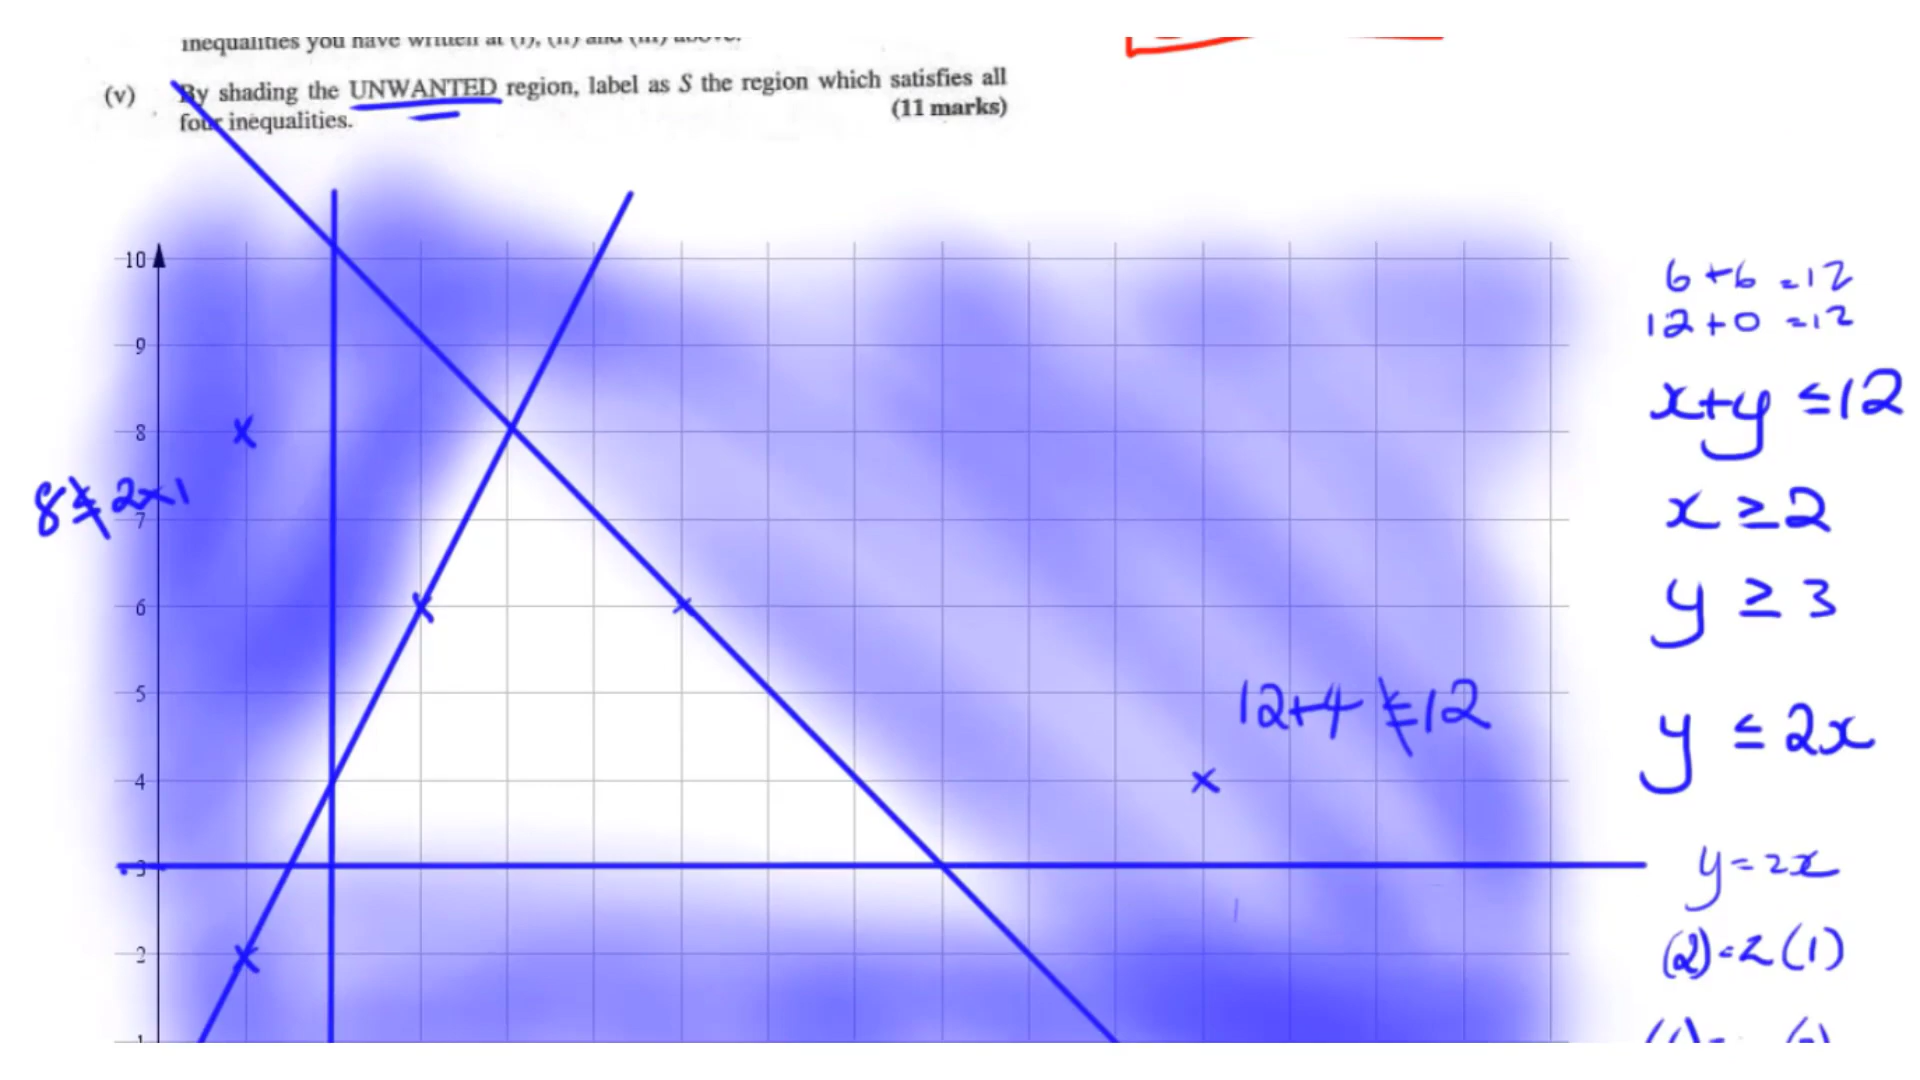 inequalities you have written at (i), (ii) and (iii) above.
(v) By shading the UNWANTED region, label as S the region which satisfies all
four inequalities. (11 marks)
10
9
8
7
6
5
4
3
2
1
8≰2×1
12+4≰12
6+6=12
12+0=12
x+y≤12
x≥2
y≥3
y≤2x
y=2x
(2)=2(1)